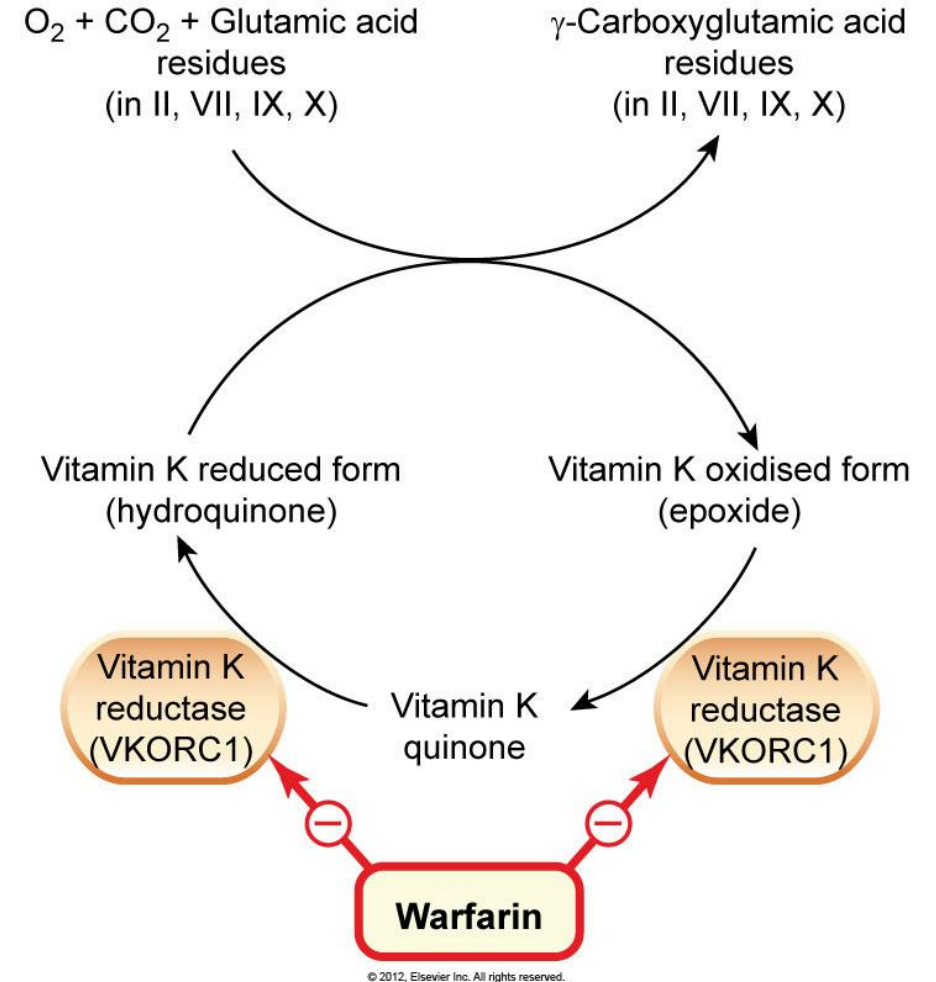 O₂ + CO₂ + Glutamic acid
residues
(in II, VII, IX, X)
γ-Carboxyglutamic acid
residues
(in II, VII, IX, X)
Vitamin K reduced form
(hydroquinone)
Vitamin K oxidised form
(epoxide)
Vitamin K
reductase
(VKORC1)
Vitamin K
quinone
Vitamin K
reductase
(VKORC1)
−
−
Warfarin
© 2012, Elsevier Inc. All rights reserved.